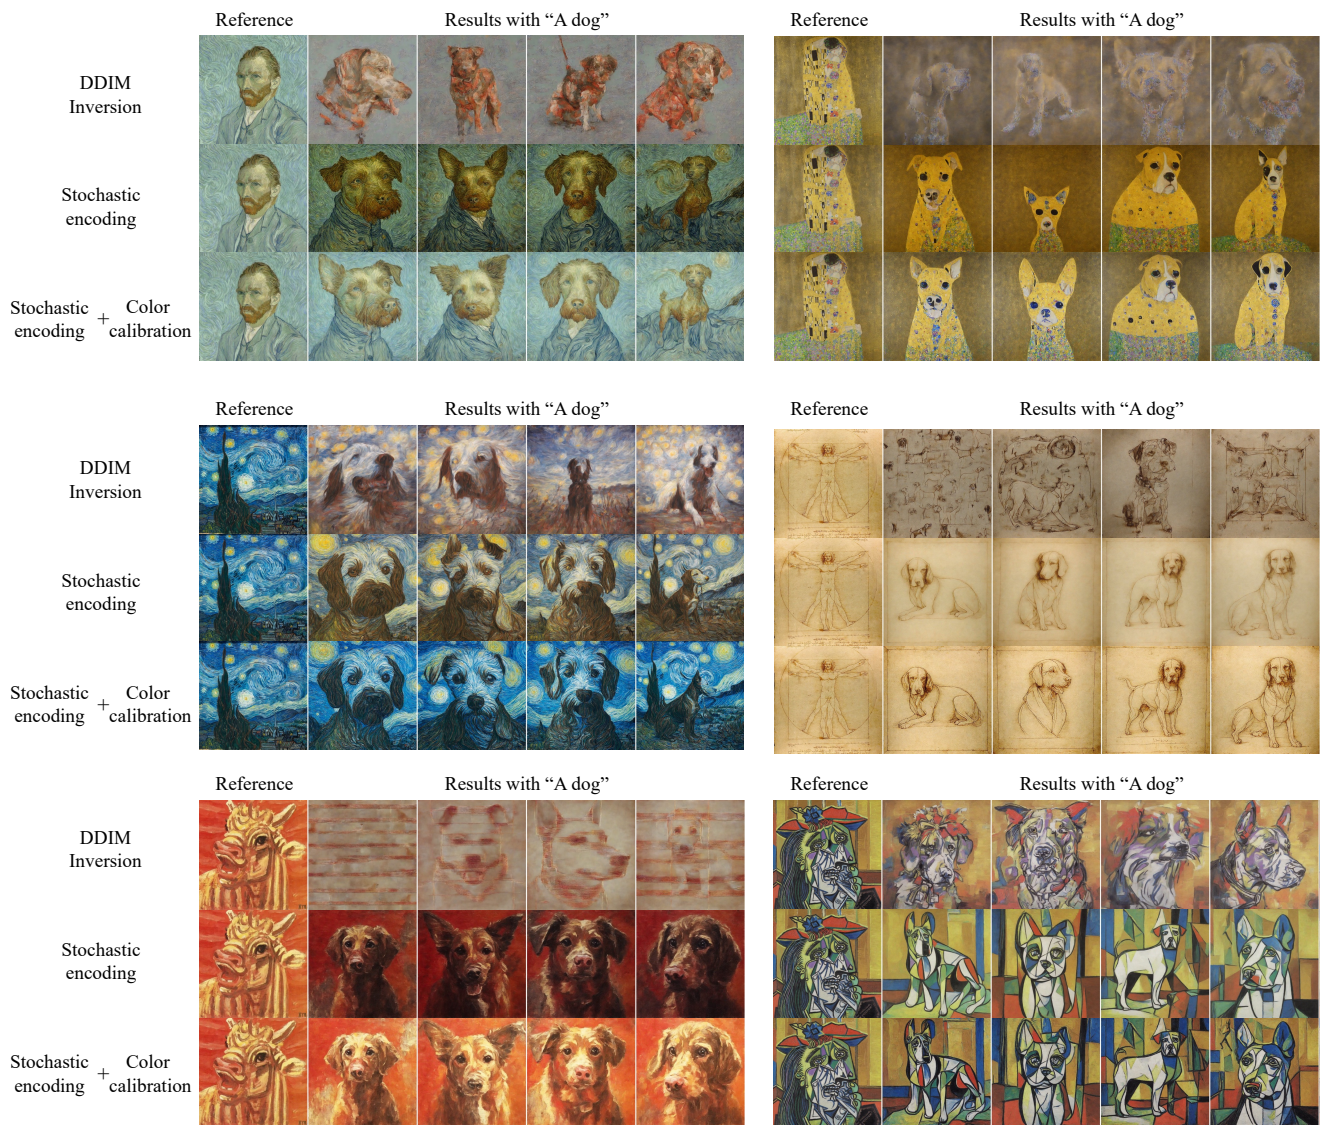 Reference Results with “A dog” Reference Results with “A dog”
DDIM
Inversion
Stochastic
encoding
Stochastic Color
+
encoding calibration
Reference Results with “A dog” Reference Results with “A dog”
DDIM
Inversion
Stochastic
encoding
Stochastic Color
+
encoding calibration
Reference Results with “A dog” Reference Results with “A dog”
DDIM
Inversion
Stochastic
encoding
Stochastic Color
+
encoding calibration